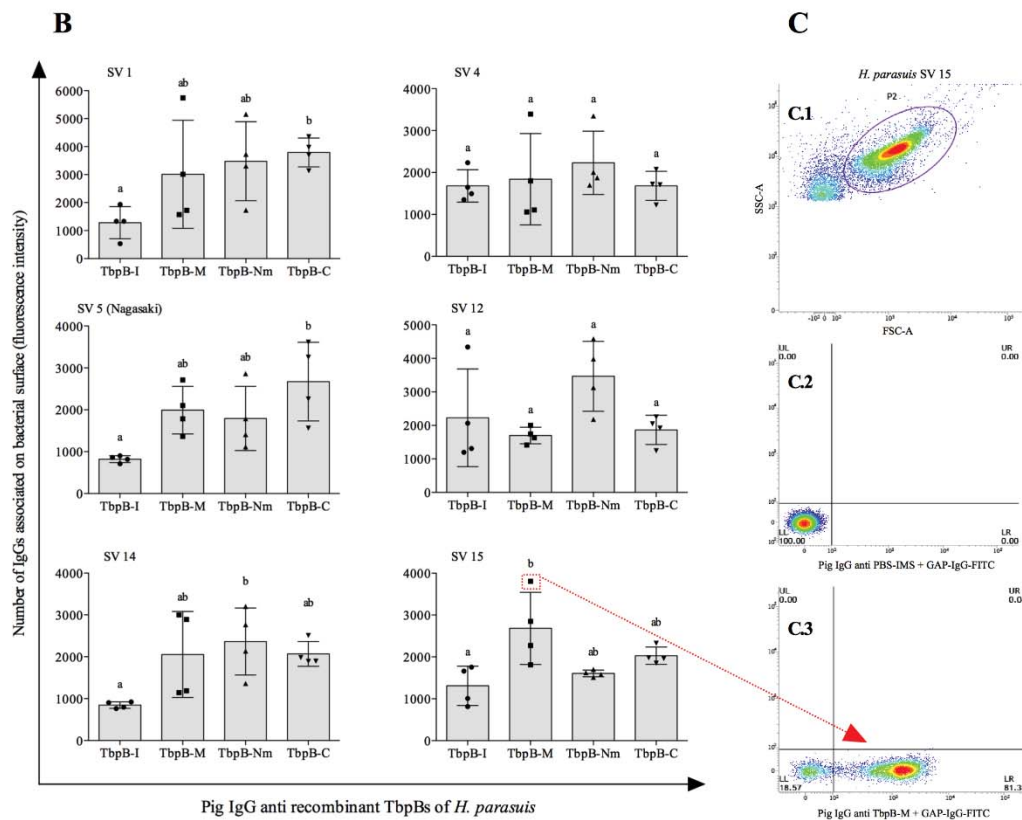 B
C
Number of IgGs associated on bacterial surface (fluorescence intensity)
SV 1
6000
5000
4000
3000
2000
1000
0
a
ab
ab
b
TbpB-I TbpB-M TbpB-Nm TbpB-C
SV 4
4000
3000
2000
1000
0
a
a
a
a
TbpB-I TbpB-M TbpB-Nm TbpB-C
SV 5 (Nagasaki)
4000
3000
2000
1000
0
a
ab
ab
b
TbpB-I TbpB-M TbpB-Nm TbpB-C
SV 12
5000
4000
3000
2000
1000
0
a
a
a
a
TbpB-I TbpB-M TbpB-Nm TbpB-C
SV 14
4000
3000
2000
1000
0
a
ab
b
ab
TbpB-I TbpB-M TbpB-Nm TbpB-C
SV 15
4000
3000
2000
1000
0
a
b
ab
ab
TbpB-I TbpB-M TbpB-Nm TbpB-C
Pig IgG anti recombinant TbpBs of H. parasuis
H. parasuis SV 15
P2
C.1
SSC-A
FSC-A
UL
0.00
UR
0.00
C.2
LL
100.00
LR
0.00
Pig IgG anti PBS-IMS + GAP-IgG-FITC
UL
0.00
UR
0.0
C.3
LL
18.57
LR
81.3
Pig IgG anti TbpB-M + GAP-IgG-FITC